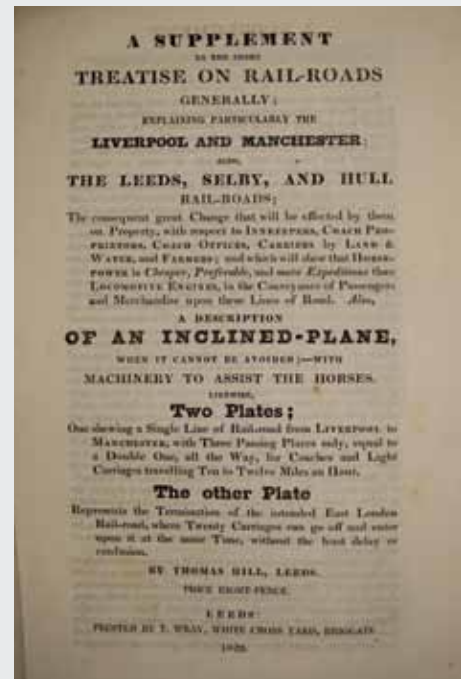 A SUPPLEMENT
TO THE SHORT
TREATISE ON RAIL-ROADS
GENERALLY;
EXPLAINING PARTICULARLY THE
LIVERPOOL AND MANCHESTER;
ALSO,
THE LEEDS, SELBY, AND HULL
RAIL-ROADS;
The consequent great Change that will be effected by them
on Property, with respect to INNKEEPERS, COACH PRO-
PRIETORS, COACH OFFICES, CARRIERS by LAND &
WATER, and FARMERS; and which will shew that HORSE-
POWER is Cheaper, Preferable, and more Expeditious than
LOCOMOTIVE ENGINES, in the Conveyance of Passengers
and Merchandise upon these Lines of Road. Also,
A DESCRIPTION
OF AN INCLINED-PLANE,
WHEN IT CANNOT BE AVOIDED;—WITH
MACHINERY TO ASSIST THE HORSES.
LIKEWISE,
Two Plates;
One shewing a Single Line of Rail-road from LIVERPOOL to
MANCHESTER, with Three Passing Places only, equal to
a Double One, all the Way, for Coaches and Light
Carriages travelling Ten to Twelve Miles an Hour.
The other Plate
Represents the Termination of the intended East London
Rail-road, where Twenty Carriages can go off and enter
upon it at the same Time, without the least delay or
confusion.
BY THOMAS HILL, LEEDS.
PRICE EIGHT-PENCE.
LEEDS:
PRINTED BY T. WRAY, WHITE CROSS YARD, BRIGGATE